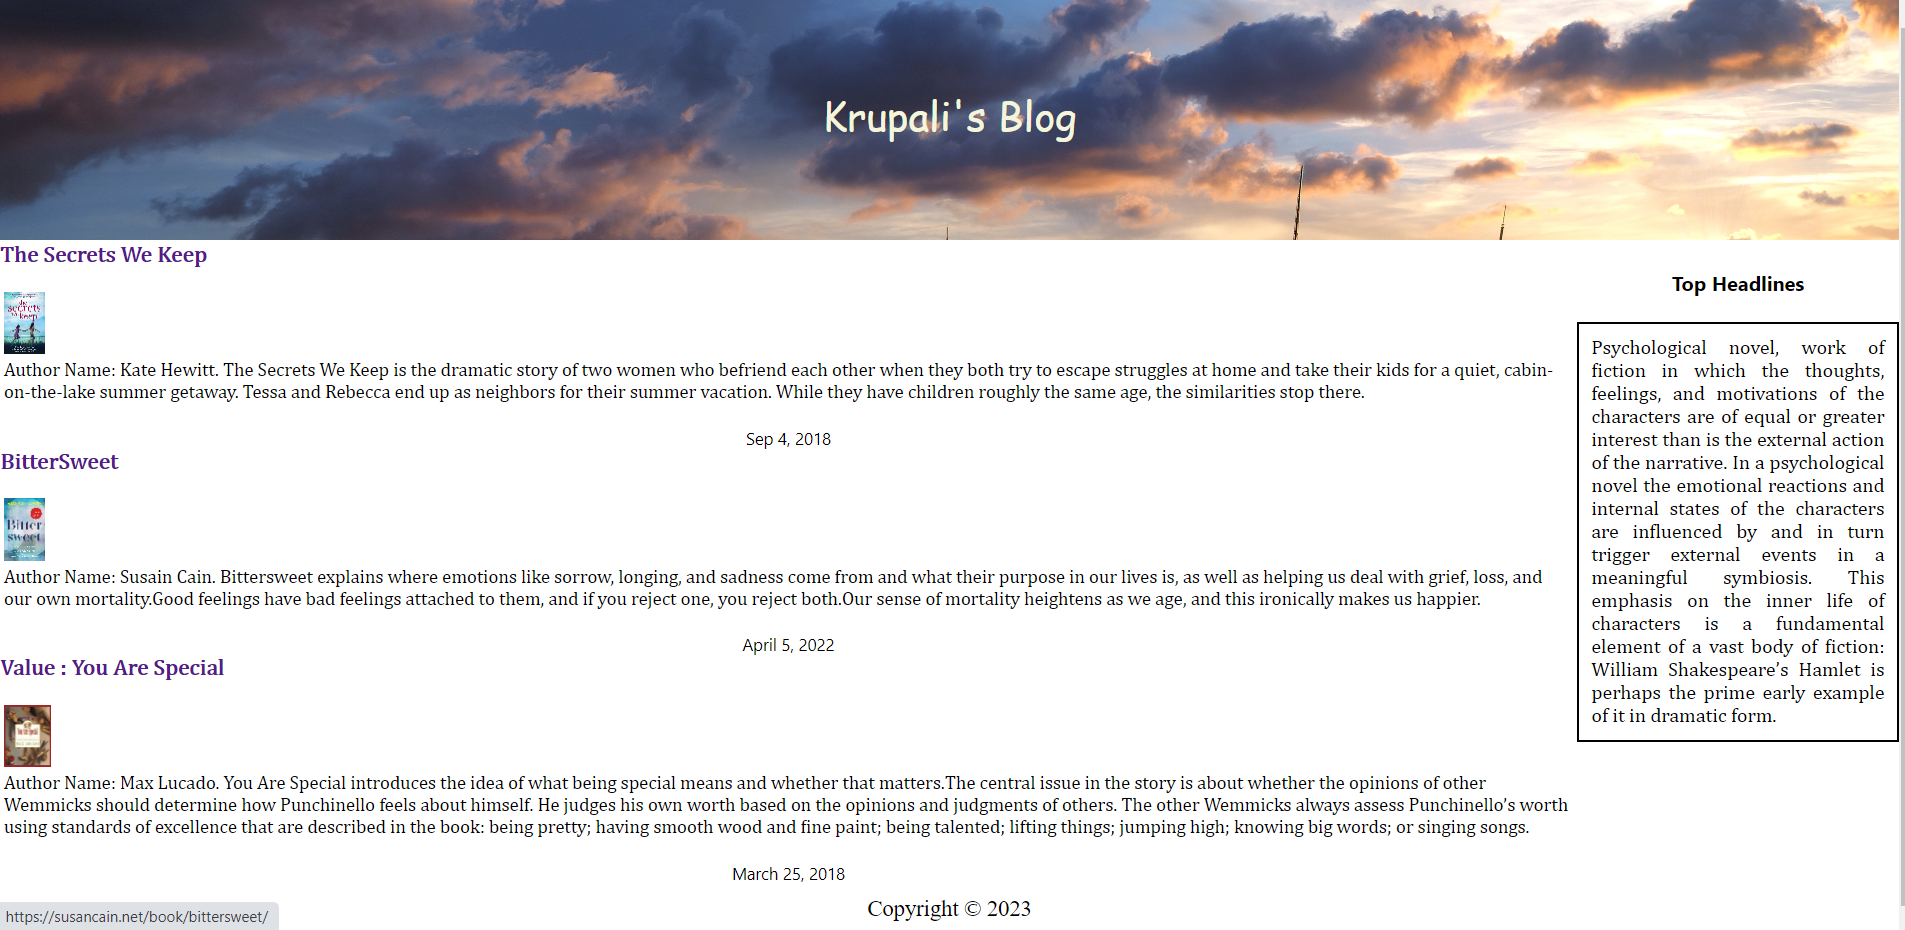 Krupali's Blog
The Secrets We Keep
the
secrets
we keep
Author Name: Kate Hewitt. The Secrets We Keep is the dramatic story of two women who befriend each other when they both try to escape struggles at home and take their kids for a quiet, cabin-
on-the-lake summer getaway. Tessa and Rebecca end up as neighbors for their summer vacation. While they have children roughly the same age, the similarities stop there.
Sep 4, 2018
BitterSweet
Bitter
sweet
Author Name: Susain Cain. Bittersweet explains where emotions like sorrow, longing, and sadness come from and what their purpose in our lives is, as well as helping us deal with grief, loss, and
our own mortality.Good feelings have bad feelings attached to them, and if you reject one, you reject both.Our sense of mortality heightens as we age, and this ironically makes us happier.
April 5, 2022
Value : You Are Special
You Are Special
Author Name: Max Lucado. You Are Special introduces the idea of what being special means and whether that matters.The central issue in the story is about whether the opinions of other
Wemmicks should determine how Punchinello feels about himself. He judges his own worth based on the opinions and judgments of others. The other Wemmicks always assess Punchinello’s worth
using standards of excellence that are described in the book: being pretty; having smooth wood and fine paint; being talented; lifting things; jumping high; knowing big words; or singing songs.
March 25, 2018
Top Headlines
Psychological novel, work of
fiction in which the thoughts,
feelings, and motivations of the
characters are of equal or greater
interest than is the external action
of the narrative. In a psychological
novel the emotional reactions and
internal states of the characters
are influenced by and in turn
trigger external events in a
meaningful symbiosis. This
emphasis on the inner life of
characters is a fundamental
element of a vast body of fiction:
William Shakespeare’s Hamlet is
perhaps the prime early example
of it in dramatic form.
Copyright © 2023
https://susancain.net/book/bittersweet/